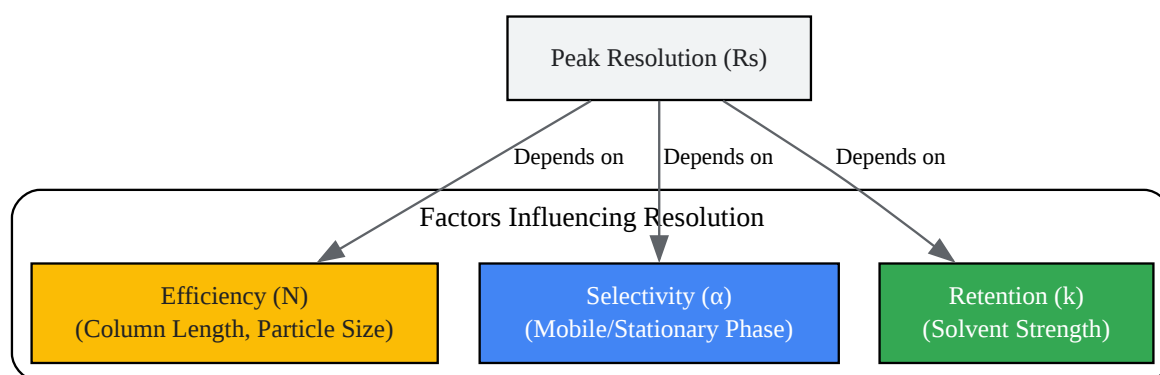 Peak Resolution (Rs)
Depends on
Depends on
Depends on
Factors Influencing Resolution
Efficiency (N)
(Column Length, Particle Size)
Selectivity (α)
(Mobile/Stationary Phase)
Retention (k)
(Solvent Strength)